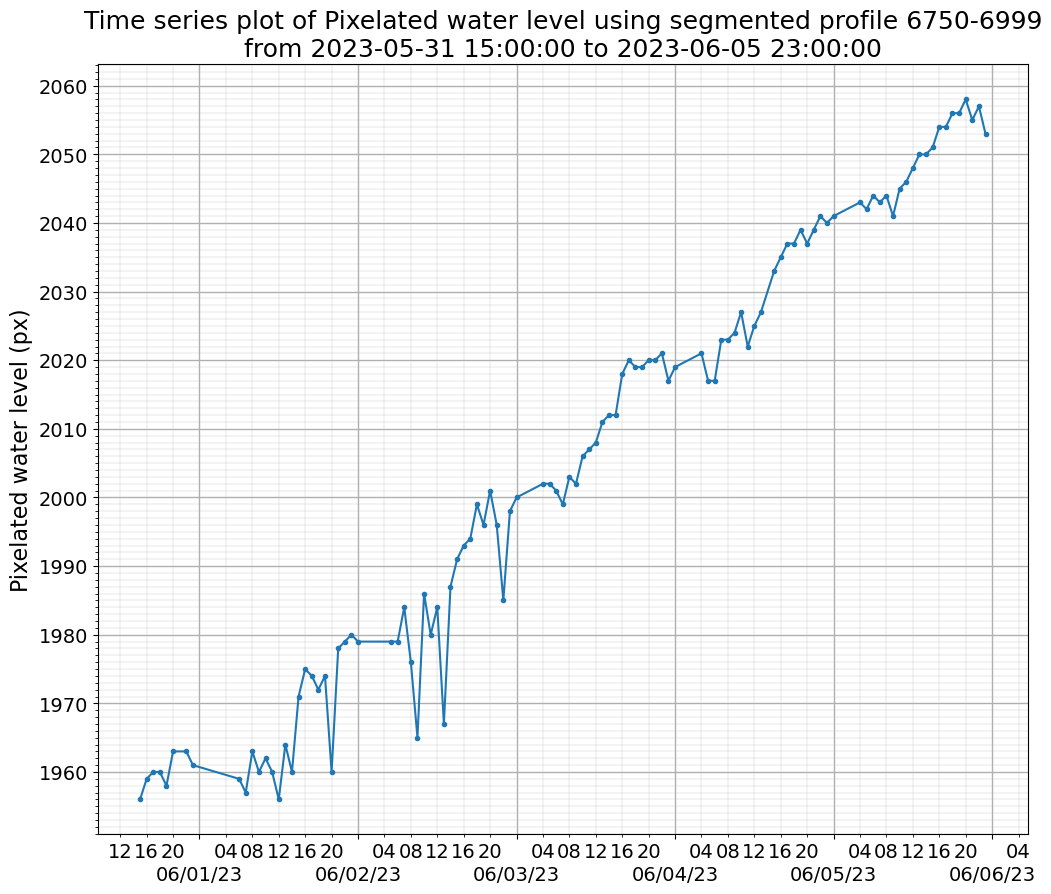 Time series plot of Pixelated water level using segmented profile 6750-6999
from 2023-05-31 15:00:00 to 2023-06-05 23:00:00
Pixelated water level (px)
2060
2050
2040
2030
2020
2010
2000
1990
1980
1970
1960
12 16 20 04 08 12 16 20 04 08 12 16 20 04 08 12 16 20 04 08 12 16 20 04 08 12 16 20 04
06/01/23 06/02/23 06/03/23 06/04/23 06/05/23 06/06/23